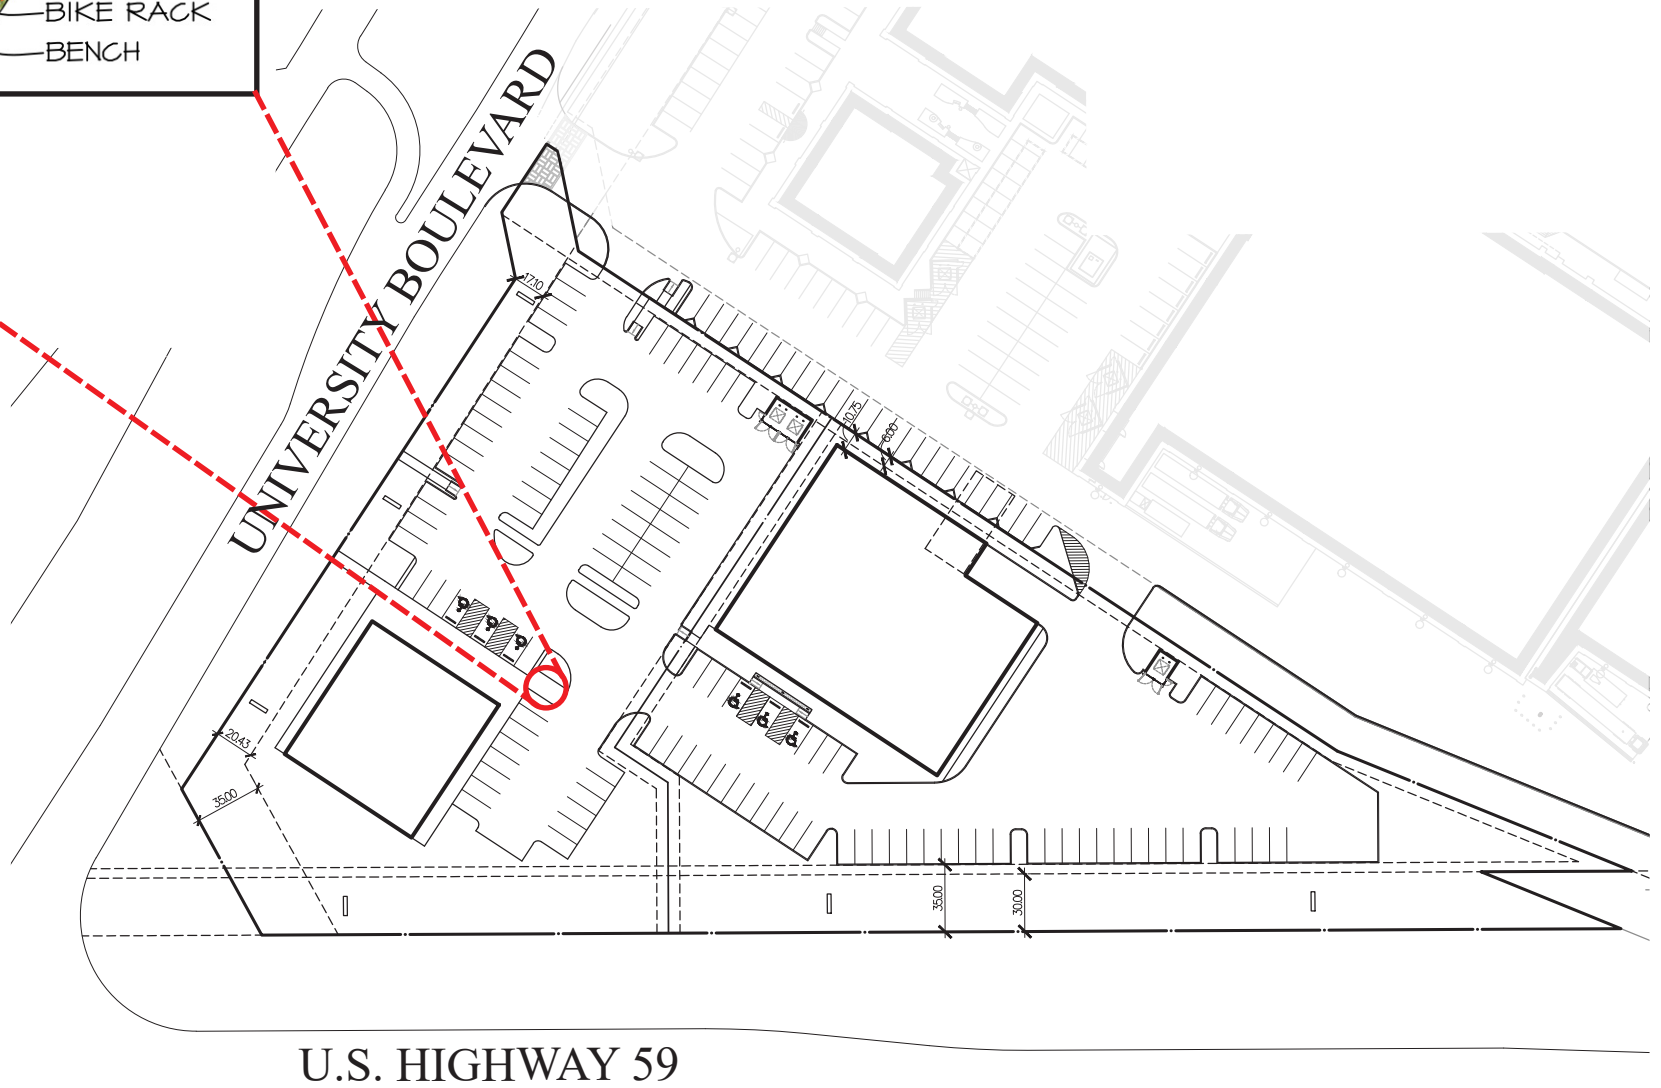 BIKE RACK
BENCH
UNIVERSITY BOULEVARD
17.10
10.75
6.00
20.43
35.00
35.00
30.00
U.S. HIGHWAY 59